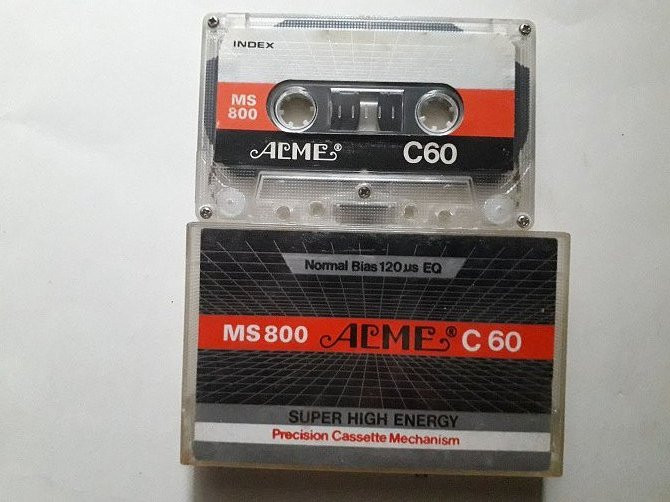 INDEX
MS
800
ACME® C60
Normal Bias 120 µs EQ
MS 800 ACME® C 60
SUPER HIGH ENERGY
Precision Cassette Mechanism